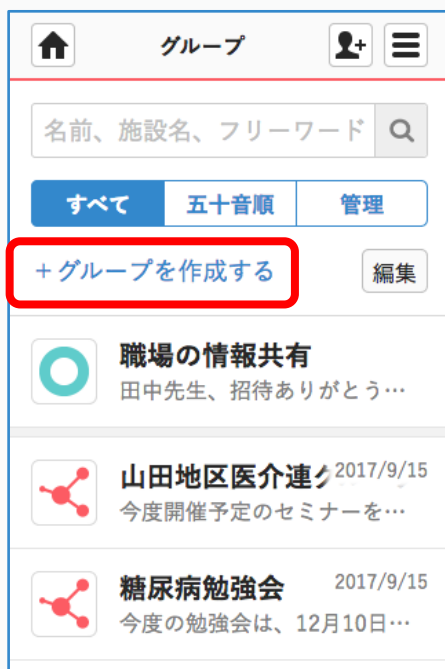 グループ
名前、施設名、フリーワード
すべて 五十音順 管理
+グループを作成する 編集
職場の情報共有
田中先生、招待ありがとう…
山田地区医介連 2017/9/15
今度開催予定のセミナーを…
糖尿病勉強会 2017/9/15
今度の勉強会は、12月10日…